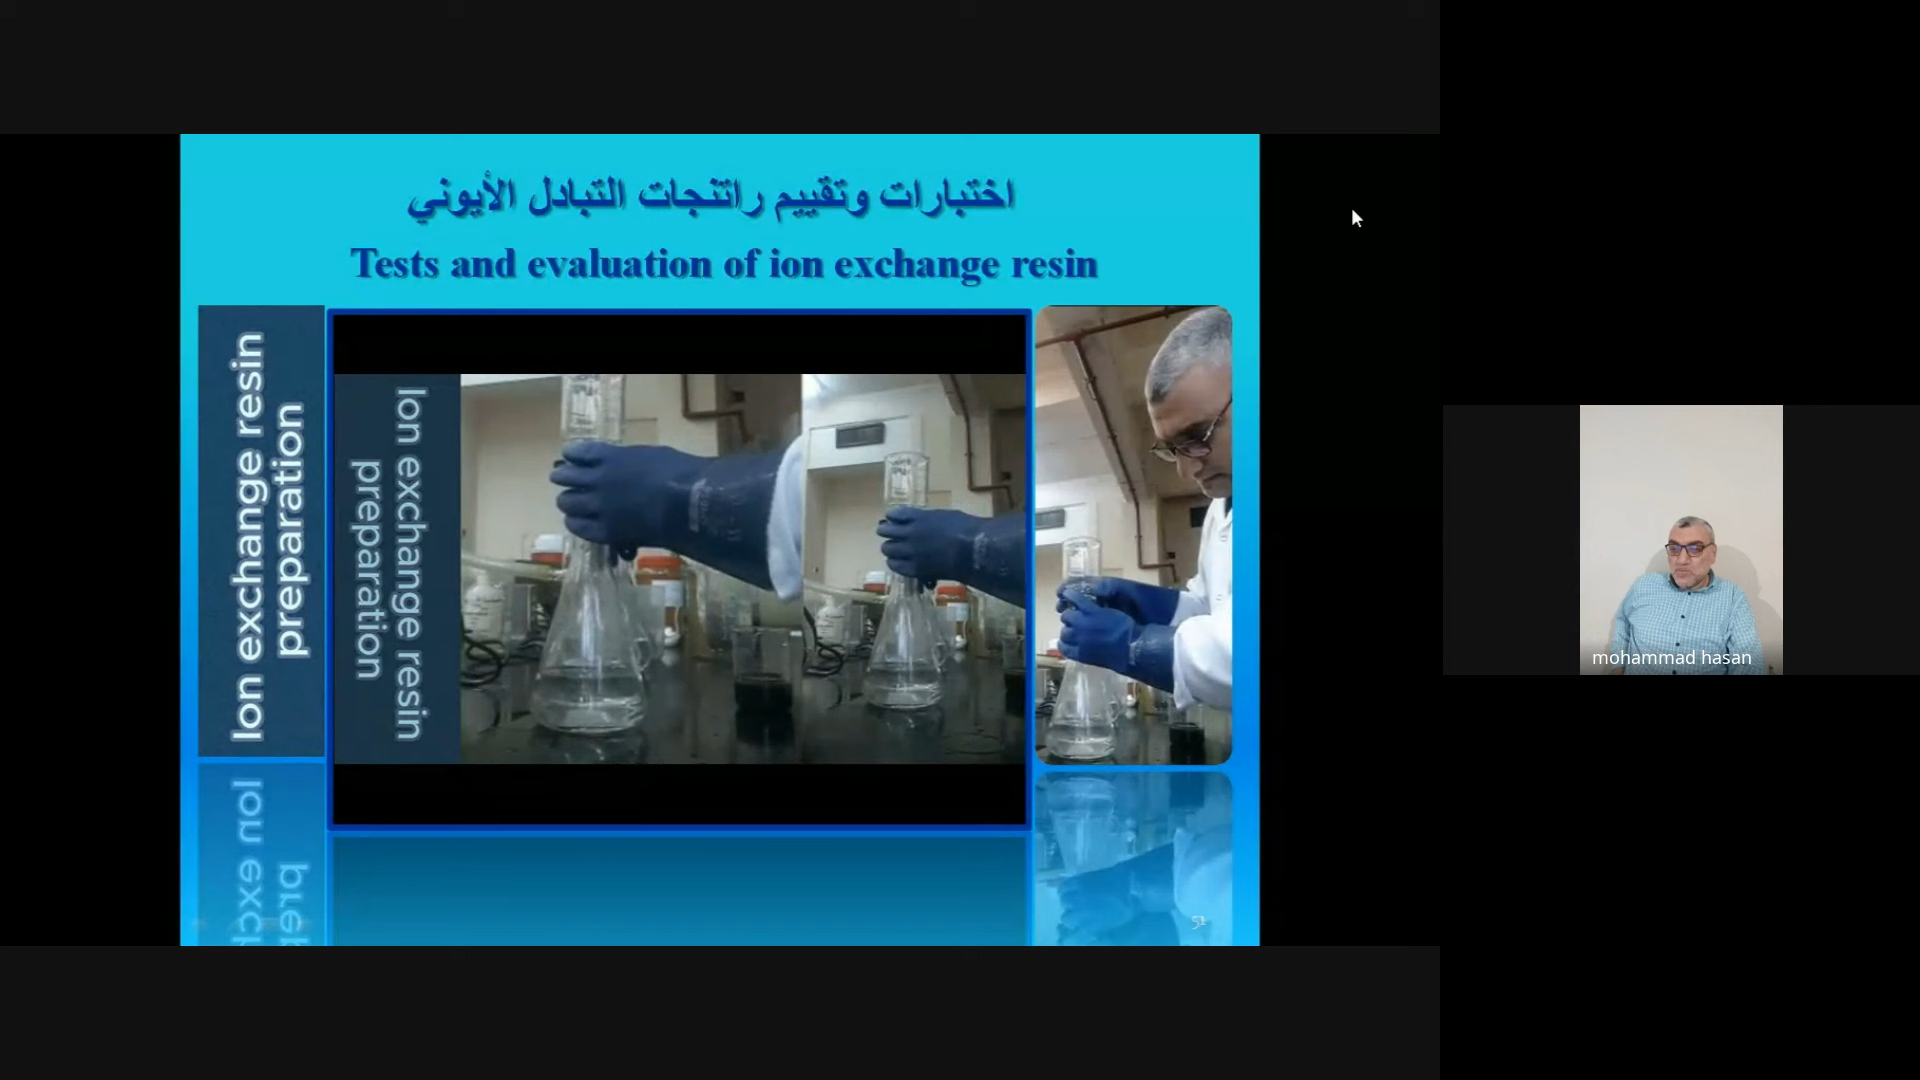 اختبارات وتقييم راتنجات التبادل الأيوني
Tests and evaluation of ion exchange resin
Ion exchange resin
preparation
Ion exchange resin
preparation
51
mohammad hasan